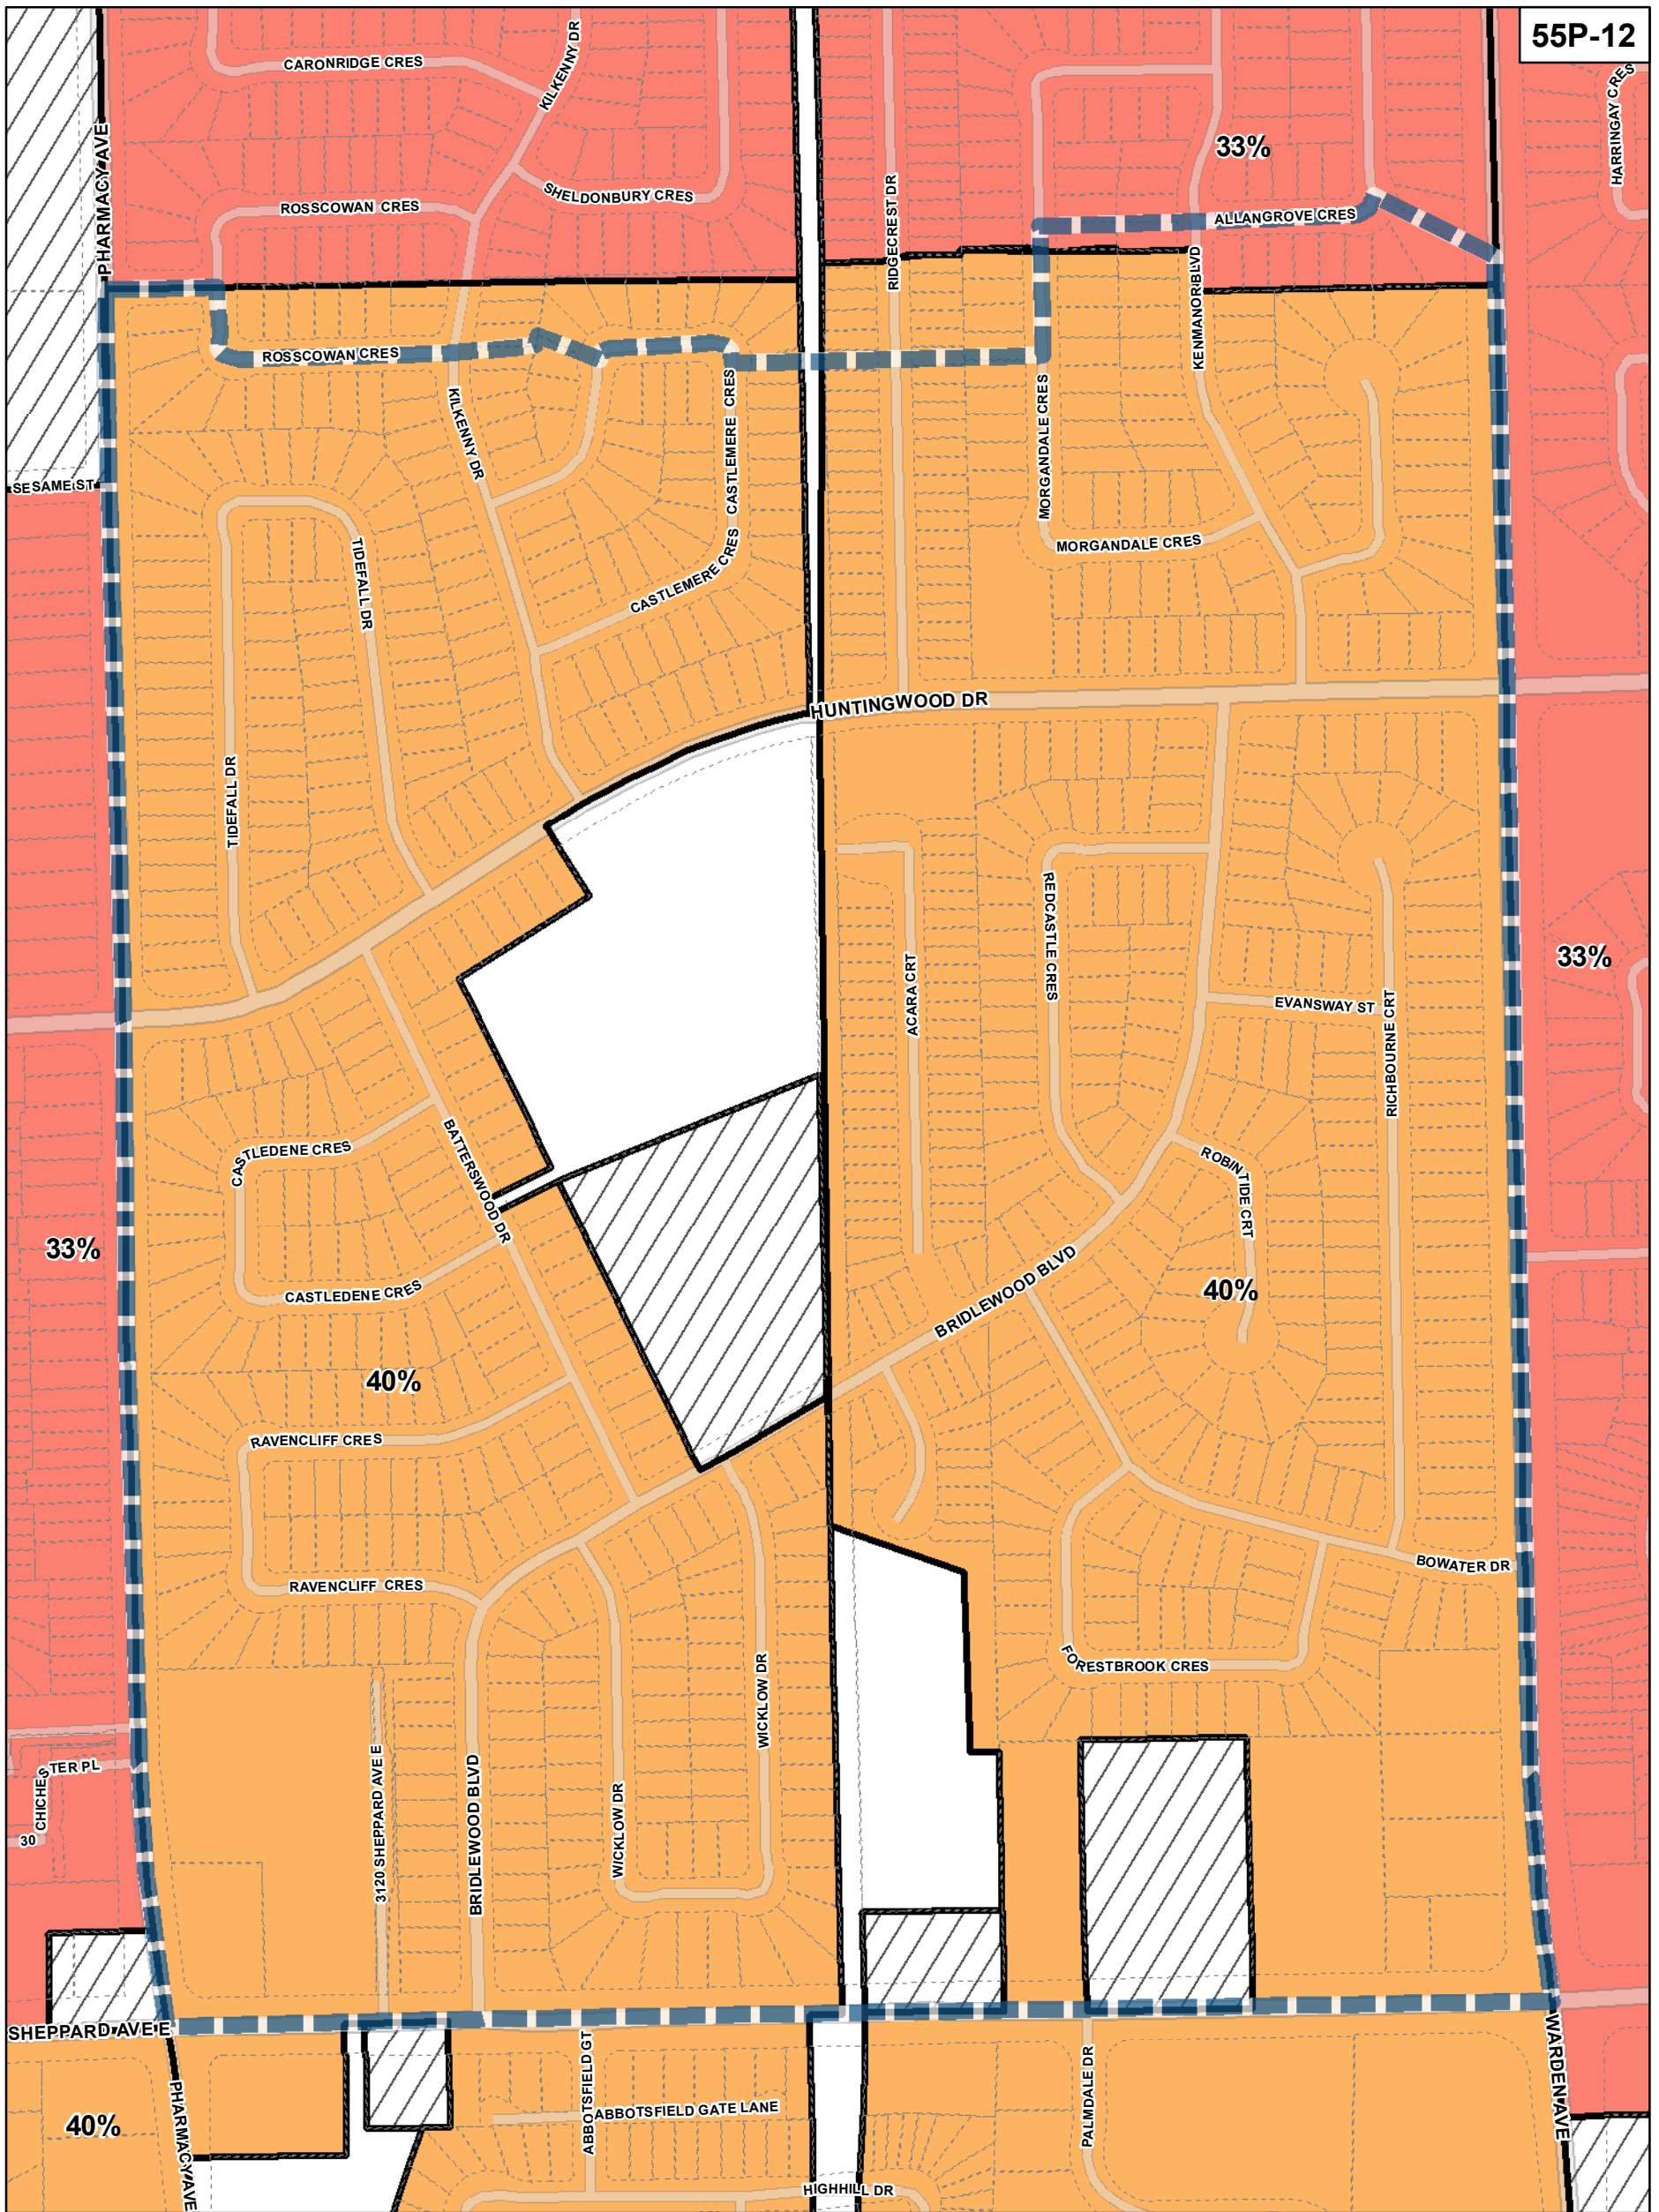 55P-12
CARONRIDGE CRES
KILKENNY DR
HARRINGAY CRES
PHARMACY AVE
33%
SHELDONBURY CRES
ROSSCOWAN CRES
RIDGECREST DR
ALLANGROVE CRES
KENMANOR BLVD
ROSSCOWAN CRES
KILKENNY DR
CASTLEMERE CRES
MORGANDALE CRES
SESAME ST
TIDEFALL DR
MORGANDALE CRES
CASTLEMERE CRES
HUNTINGWOOD DR
TIDEFALL DR
REDCASTLE CRES
ACARA CRT
33%
EVANSWAY ST
RICHBOURNE CRT
BATTERSWOOD DR
CASTLEDENE CRES
ROBINTIDE CRT
33%
CASTLEDENE CRES
BRIDLEWOOD BLVD
40%
40%
RAVENCLIFF CRES
BOWATER DR
RAVENCLIFF CRES
FORESTBROOK CRES
WICKLOW DR
3120 SHEPPARD AVE E
BRIDLEWOOD BLVD
WICKLOW DR
30 CHICHESTER PL
SHEPPARD AVE E
WARDEN AVE
ABBOTSFIELD GT
PALMDALE DR
PHARMACY AVE
ABBOTSFIELD GATE LANE
40%
HIGHHILL DR